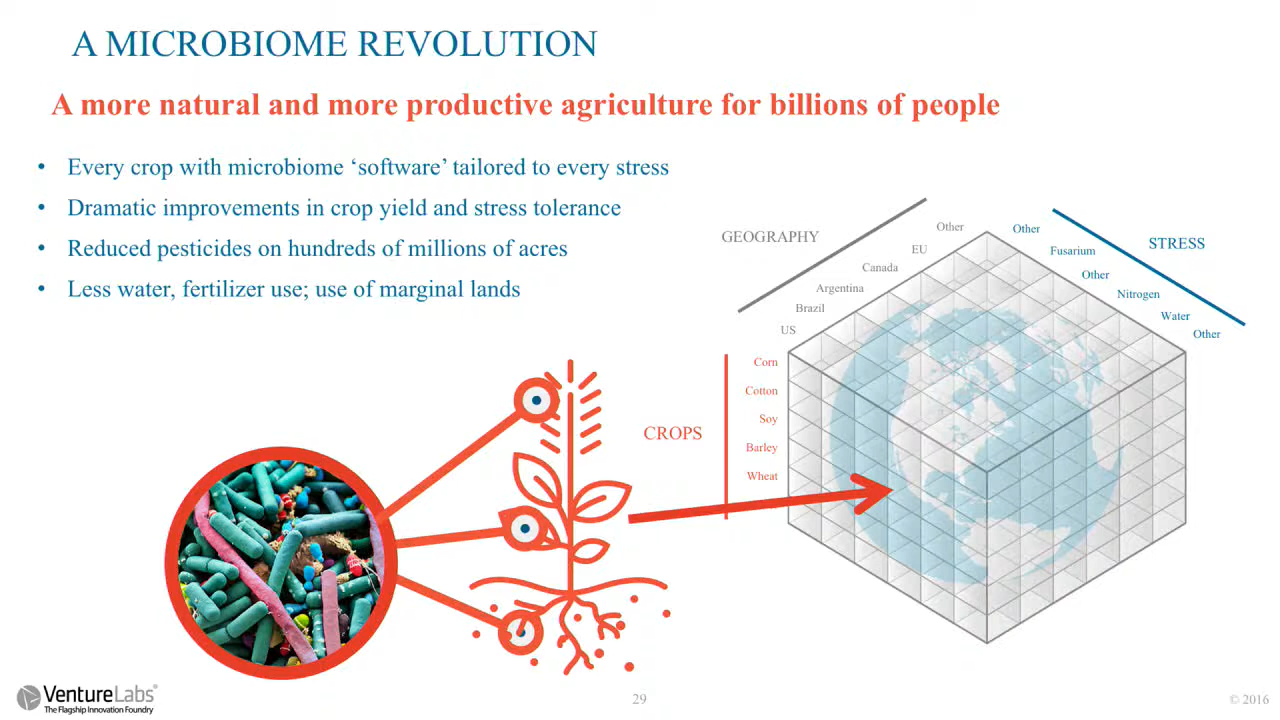 A MICROBIOME REVOLUTION
A more natural and more productive agriculture for billions of people
• Every crop with microbiome ‘software’ tailored to every stress
• Dramatic improvements in crop yield and stress tolerance
• Reduced pesticides on hundreds of millions of acres
• Less water, fertilizer use; use of marginal lands
GEOGRAPHY
Other
EU
Canada
Argentina
Brazil
US
STRESS
Other
Fusarium
Other
Nitrogen
Water
Other
CROPS
Corn
Cotton
Soy
Barley
Wheat
VentureLabs®
The Flagship Innovation Foundry
29
© 2016